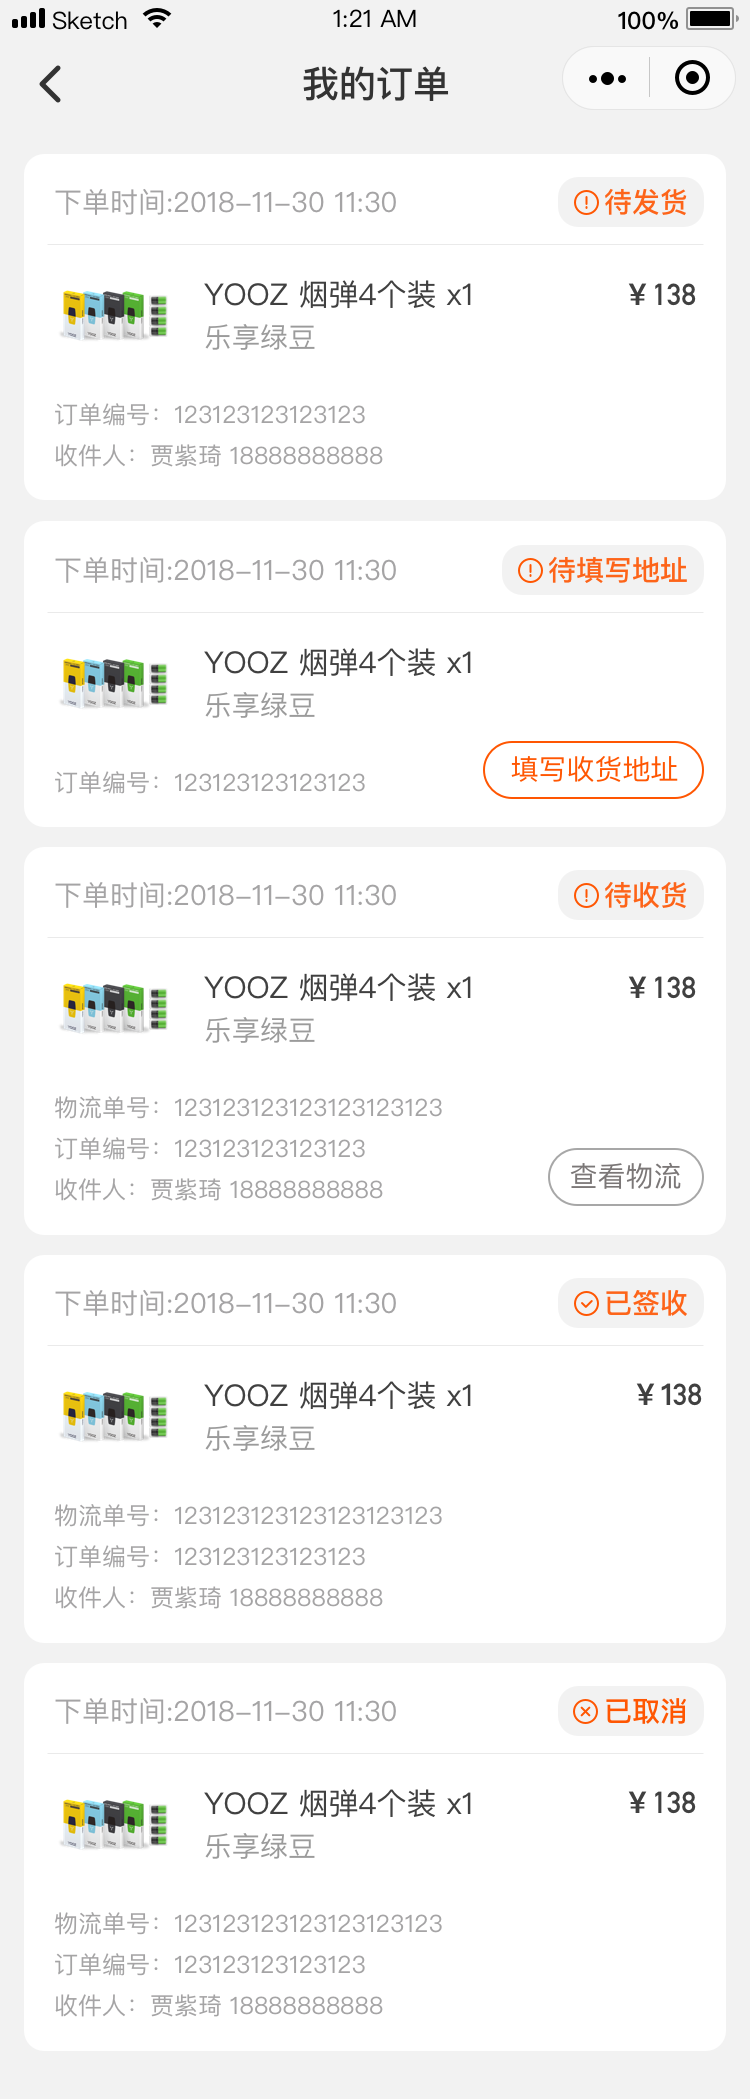 Sketch 1:21 AM 100%
我的订单
下单时间:2018-11-30 11:30 待发货
YOOZ 烟弹4个装 x1 ¥ 138
乐享绿豆
订单编号：123123123123123
收件人：贾紫琦 18888888888
下单时间:2018-11-30 11:30 待填写地址
YOOZ 烟弹4个装 x1
乐享绿豆
订单编号：123123123123123 填写收货地址
下单时间:2018-11-30 11:30 待收货
YOOZ 烟弹4个装 x1 ¥ 138
乐享绿豆
物流单号：123123123123123123123
订单编号：123123123123123
收件人：贾紫琦 18888888888 查看物流
下单时间:2018-11-30 11:30 已签收
YOOZ 烟弹4个装 x1 ¥ 138
乐享绿豆
物流单号：123123123123123123123
订单编号：123123123123123
收件人：贾紫琦 18888888888
下单时间:2018-11-30 11:30 已取消
YOOZ 烟弹4个装 x1 ¥ 138
乐享绿豆
物流单号：123123123123123123123
订单编号：123123123123123
收件人：贾紫琦 18888888888